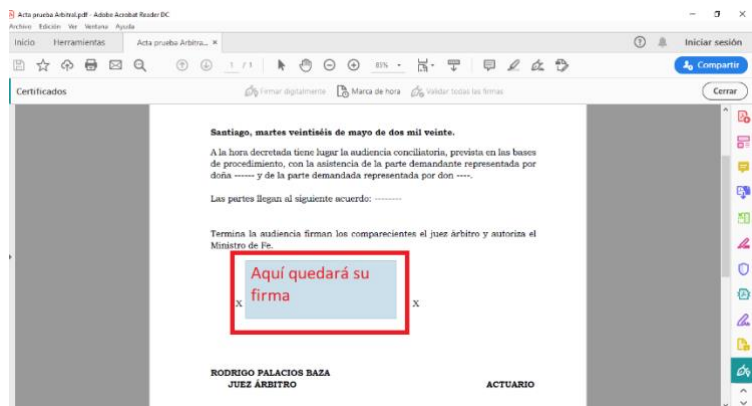 Acta prueba Arbitral.pdf - Adobe Acrobat Reader DC
Archivo Edición Ver Ventana Ayuda
Inicio Herramientas Acta prueba Arbitra... × Iniciar sesión
1 / 1 83% Compartir
Certificados Firmar digitalmente Marca de hora Validar todas las firmas Cerrar
Santiago, martes veintiséis de mayo de dos mil veinte.
A la hora decretada tiene lugar la audiencia conciliatoria, prevista en las bases
de procedimiento, con la asistencia de la parte demandante representada por
doña ------ y de la parte demandada representada por don ----.
Las partes llegan al siguiente acuerdo: --------
Termina la audiencia firman los comparecientes el juez árbitro y autoriza el
Ministro de Fe.
Aquí quedará su
firma
x x
RODRIGO PALACIOS BAZA
JUEZ ÁRBITRO ACTUARIO